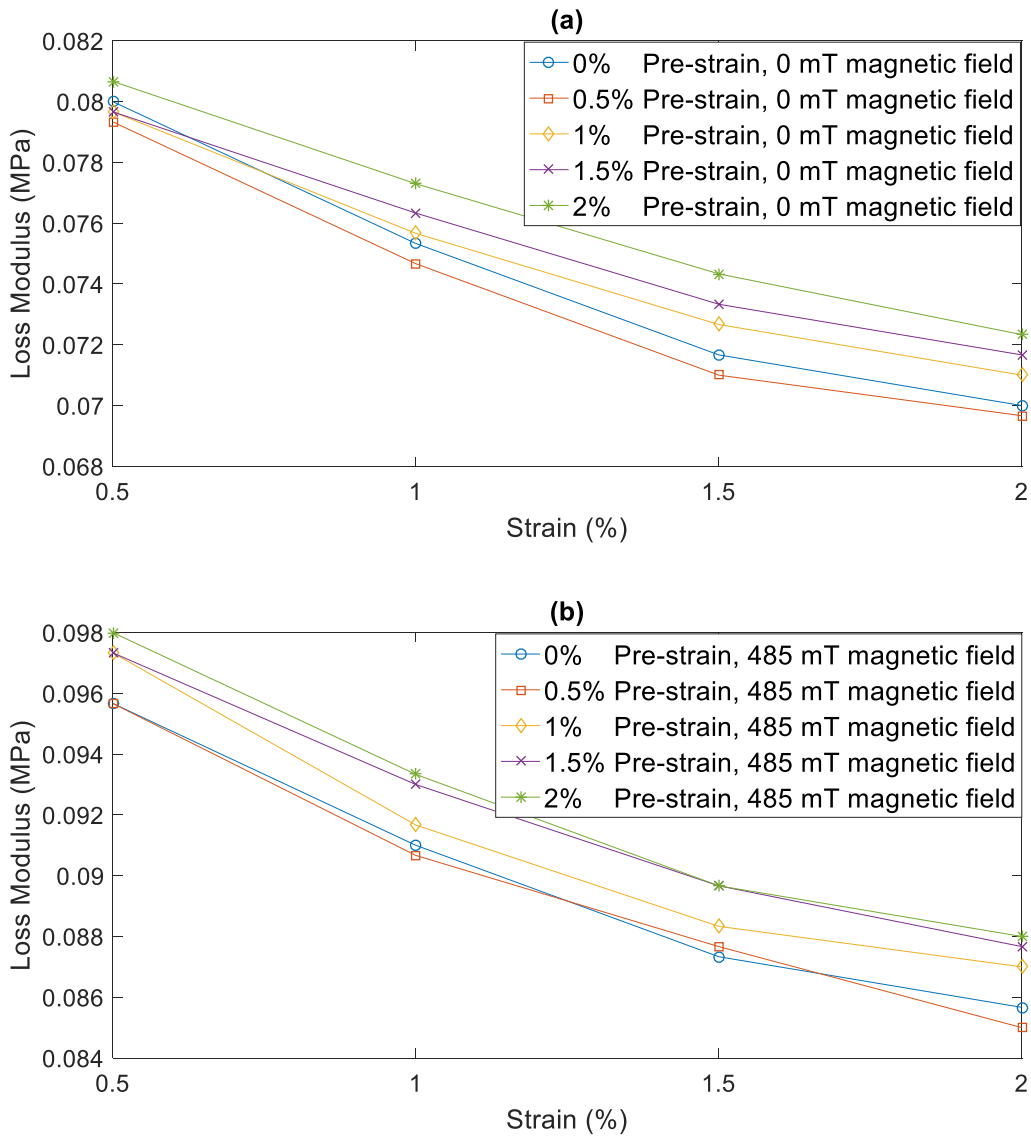 (a)
0.082
0.08
0.078
0.076
0.074
0.072
0.07
0.068
Loss Modulus (MPa)
0% Pre-strain, 0 mT magnetic field
0.5% Pre-strain, 0 mT magnetic field
1% Pre-strain, 0 mT magnetic field
1.5% Pre-strain, 0 mT magnetic field
2% Pre-strain, 0 mT magnetic field
0.5 1 1.5 2
Strain (%)
(b)
0.098
0.096
0.094
0.092
0.09
0.088
0.086
0.084
Loss Modulus (MPa)
0% Pre-strain, 485 mT magnetic field
0.5% Pre-strain, 485 mT magnetic field
1% Pre-strain, 485 mT magnetic field
1.5% Pre-strain, 485 mT magnetic field
2% Pre-strain, 485 mT magnetic field
0.5 1 1.5 2
Strain (%)